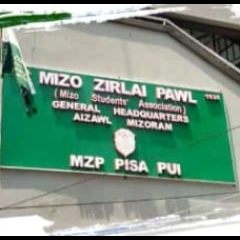 MIZO ZIRLAI PAWL
(Mizo Students' Association)
GENERAL HEADQUARTERS
AIZAWL MIZORAM
MZP PISA PUI